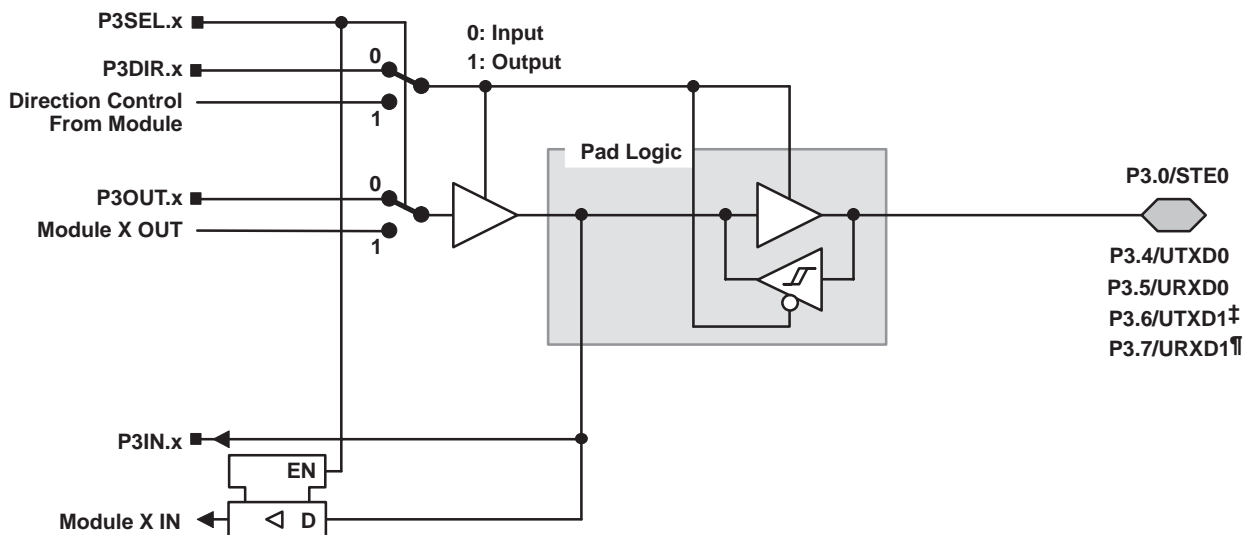 P3SEL.x
0: Input
1: Output
P3DIR.x
0
Direction Control
From Module
1
Pad Logic
P3OUT.x
0
Module X OUT
1
P3.0/STE0
P3.4/UTXD0
P3.5/URXD0
P3.6/UTXD1‡
P3.7/URXD1¶
P3IN.x
EN
Module X IN
D